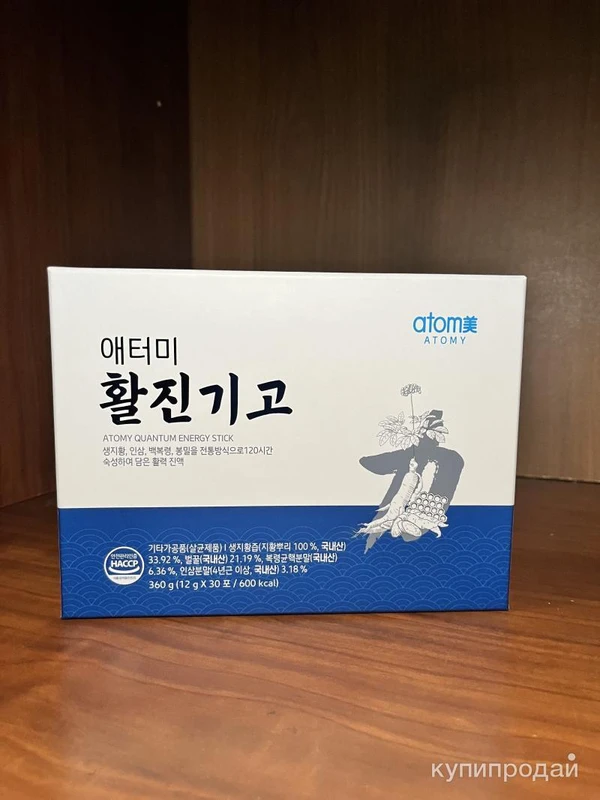 atom美
ATOMY
애터미
활진기고
ATOMY QUANTUM ENERGY STICK
생지황, 인삼, 백복령, 봉밀을 전통방식으로120시간
숙성하여 담은 활력 진액
HACCP
기타가공품(살균제품) I 생지황즙(지황뿌리 100 %, 국내산)
33.92 %, 벌꿀(국내산) 21.19 %, 복령균핵분말(국내산)
6.36 %, 인삼분말(4년근 이상, 국내산) 3.18 %
360 g (12 g X 30 포 / 600 kcal)
купипродай